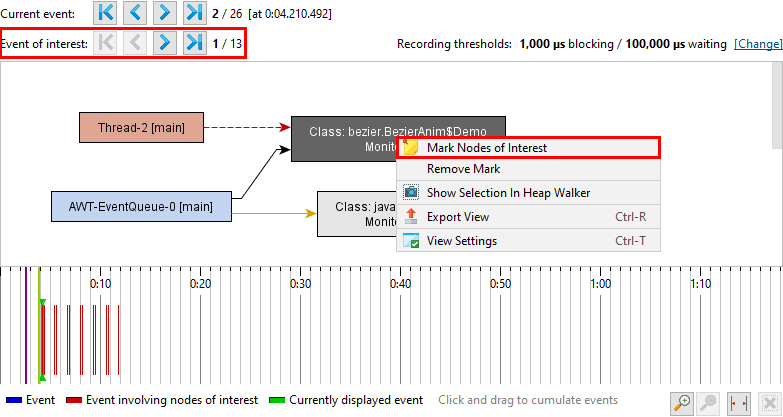 Current event: 2 / 26 [at 0:04.210.492]
Event of interest: 1 / 13 Recording thresholds: 1,000 µs blocking / 100,000 µs waiting [Change]
Thread-2 [main]
Class: bezier.BezierAnim$Demo
Monit
Mark Nodes of Interest
Remove Mark
AWT-EventQueue-0 [main]
Class: java
Monit
Show Selection In Heap Walker
Export View Ctrl-R
View Settings Ctrl-T
0:10 0:20 0:30 0:40 0:50 1:00 1:10
Event Event involving nodes of interest Currently displayed event Click and drag to cumulate events